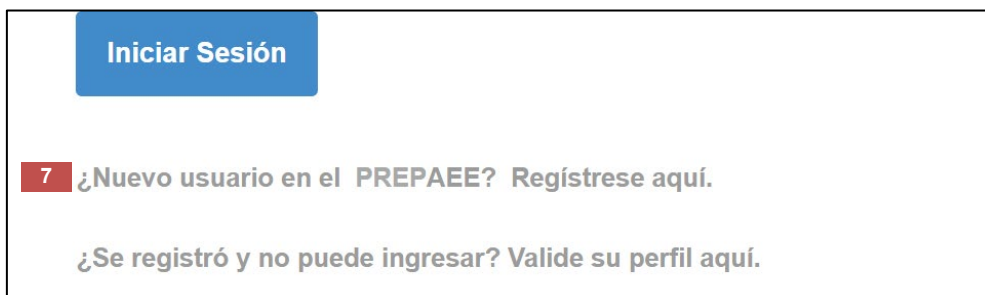 Iniciar Sesión
7 ¿Nuevo usuario en el PREPAEE? Regístrese aquí.
¿Se registró y no puede ingresar? Valide su perfil aquí.